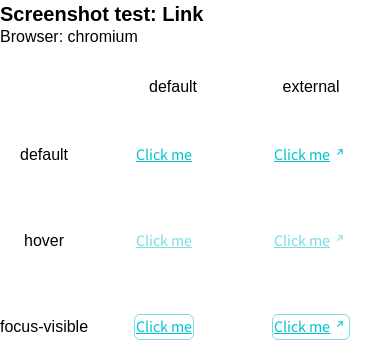 Screenshot test: Link
Browser: chromium
default external
default Click me Click me ↗
hover Click me Click me ↗
focus-visible Click me Click me ↗